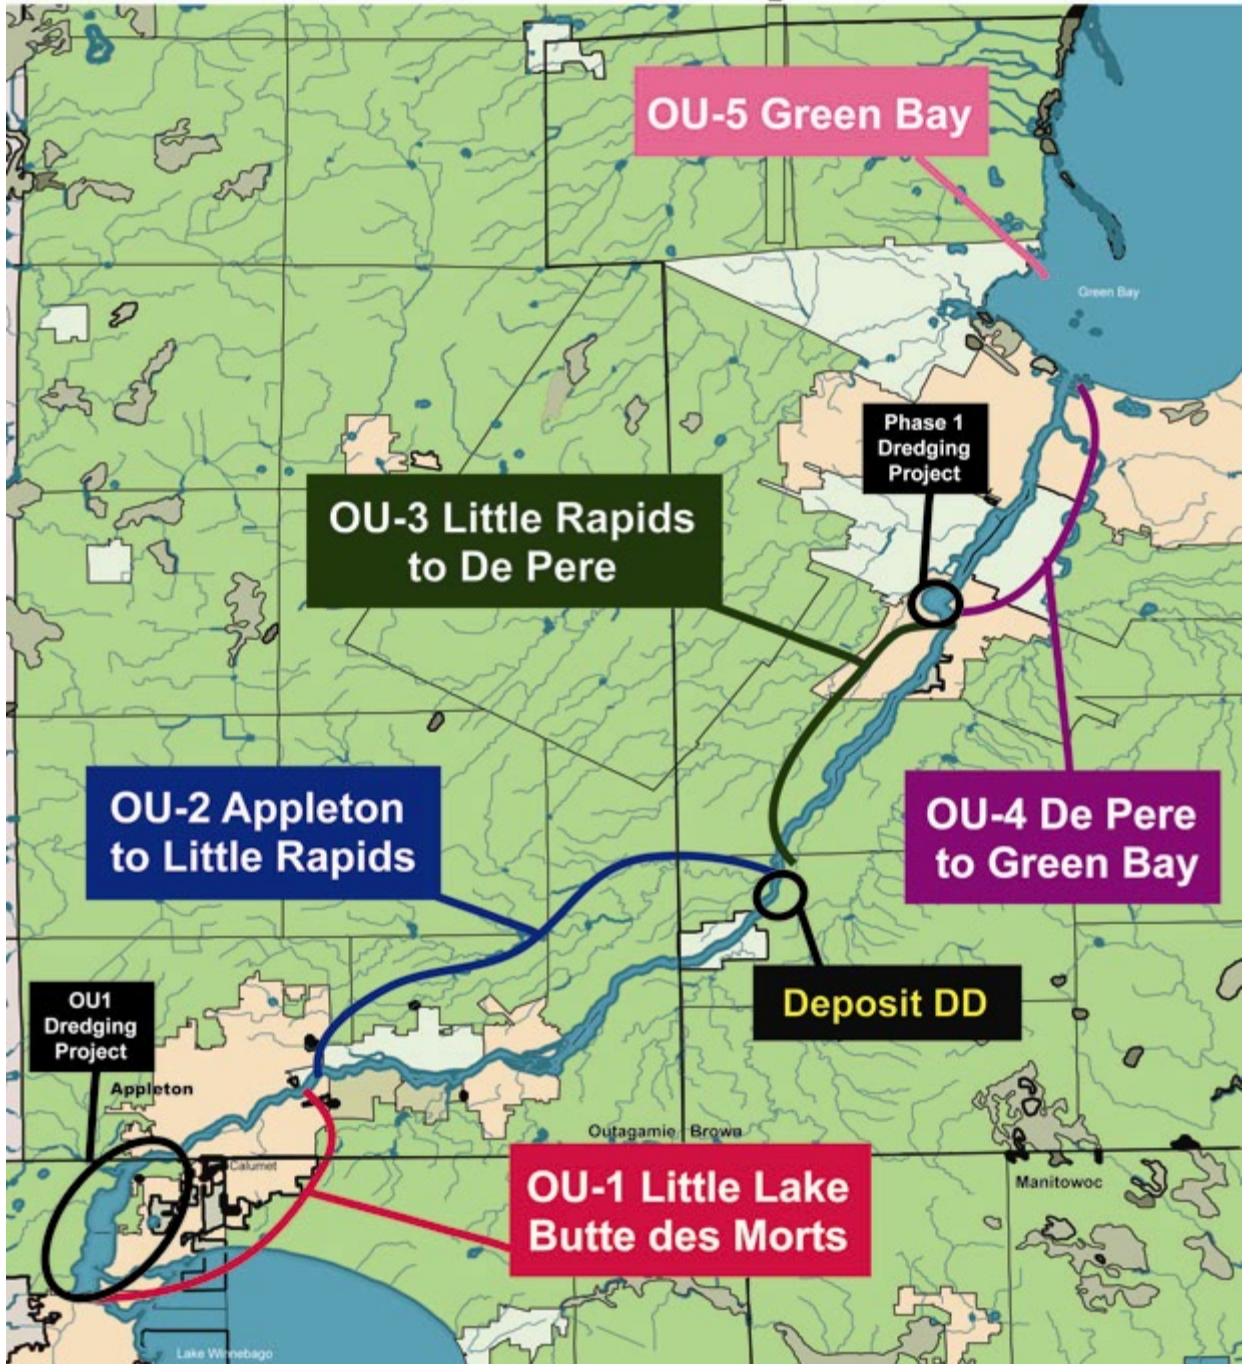 OU-5 Green Bay
Green Bay
Phase 1
Dredging
Project
OU-3 Little Rapids
to De Pere
OU-2 Appleton
to Little Rapids
OU-4 De Pere
to Green Bay
Deposit DD
OU1
Dredging
Project
Appleton
Outagamie Brown
Calumet
OU-1 Little Lake
Butte des Morts
Manitowoc
Lake Winnebago